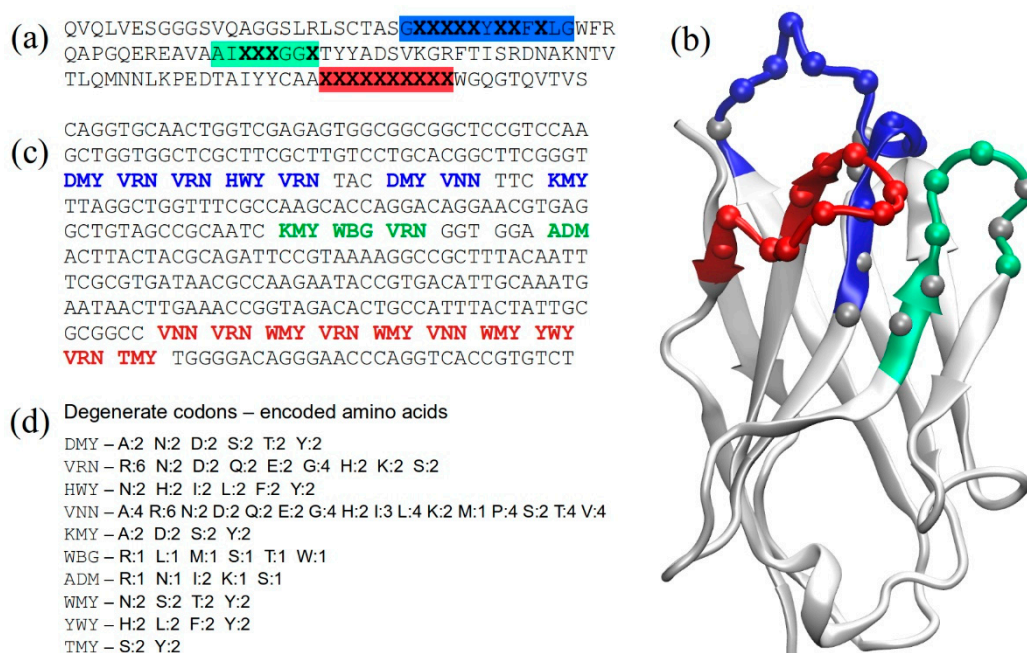 (a)
QVQLVESGGGSVQAGGSLRLSCTASGXXXXXYXXFXLGWFR
QAPGQEREAVAAIXXXGGXTYYADSVKGRFTISRDNAKNTV
TLQMNNLKPEDTAIYYCAAXXXXXXXXXXWGQGTQVTVS
(b)
(c)
CAGGTGCAACTGGTCGAGAGTGGCGGCGGCTCCGTCCAA
GCTGGTGGCTCGCTTCGCTTGTCCTGCACGGCTTCGGGT
DMY VRN VRN HWY VRN TAC DMY VNN TTC KMY
TTAGGCTGGTTTCGCCAAGCACCAGGACAGGAACGTGAG
GCTGTAGCCGCAATC KMY WBG VRN GGT GGA ADM
ACTTACTACGCAGATTCCGTAAAAGGCCGCTTTACAATT
TCGCGTGATAACGCCAAGAATACCGTGACATTGCAAATG
AATAACTTGAAACCGGTAGACACTGCCATTTACTATTGC
GCGGCC VNN VRN WMY VRN WMY VNN WMY YWY
VRN TMY TGGGGACAGGGAACCCAGGTCACCGTGTCT
(d) Degenerate codons – encoded amino acids
DMY – A:2 N:2 D:2 S:2 T:2 Y:2
VRN – R:6 N:2 D:2 Q:2 E:2 G:4 H:2 K:2 S:2
HWY – N:2 H:2 I:2 L:2 F:2 Y:2
VNN – A:4 R:6 N:2 D:2 Q:2 E:2 G:4 H:2 I:3 L:4 K:2 M:1 P:4 S:2 T:4 V:4
KMY – A:2 D:2 S:2 Y:2
WBG – R:1 L:1 M:1 S:1 T:1 W:1
ADM – R:1 N:1 I:2 K:1 S:1
WMY – N:2 S:2 T:2 Y:2
YWY – H:2 L:2 F:2 Y:2
TMY – S:2 Y:2